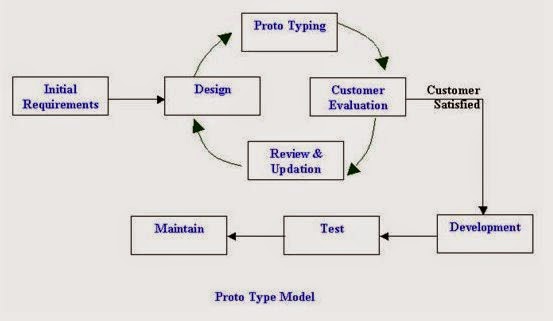 Proto Typing
Initial
Requirements
Design
Customer
Evaluation
Customer
Satisfied
Review &
Updation
Maintain
Test
Development
Proto Type Model